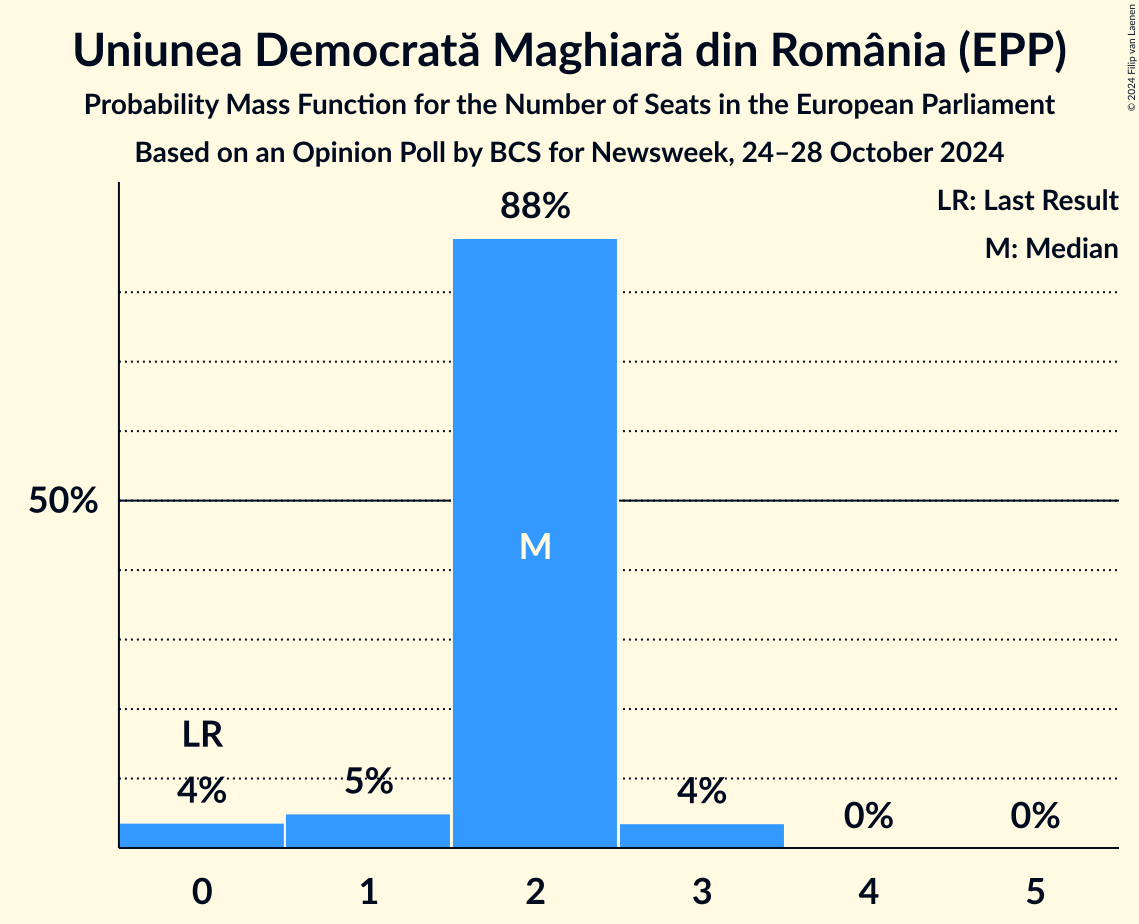 Uniunea Democrată Maghiară din România (EPP)
Probability Mass Function for the Number of Seats in the European Parliament
Based on an Opinion Poll by BCS for Newsweek, 24–28 October 2024
© 2024 Filip van Laenen
LR: Last Result
M: Median
88%
50%
M
LR
4%
5%
4%
0%
0%
0
1
2
3
4
5